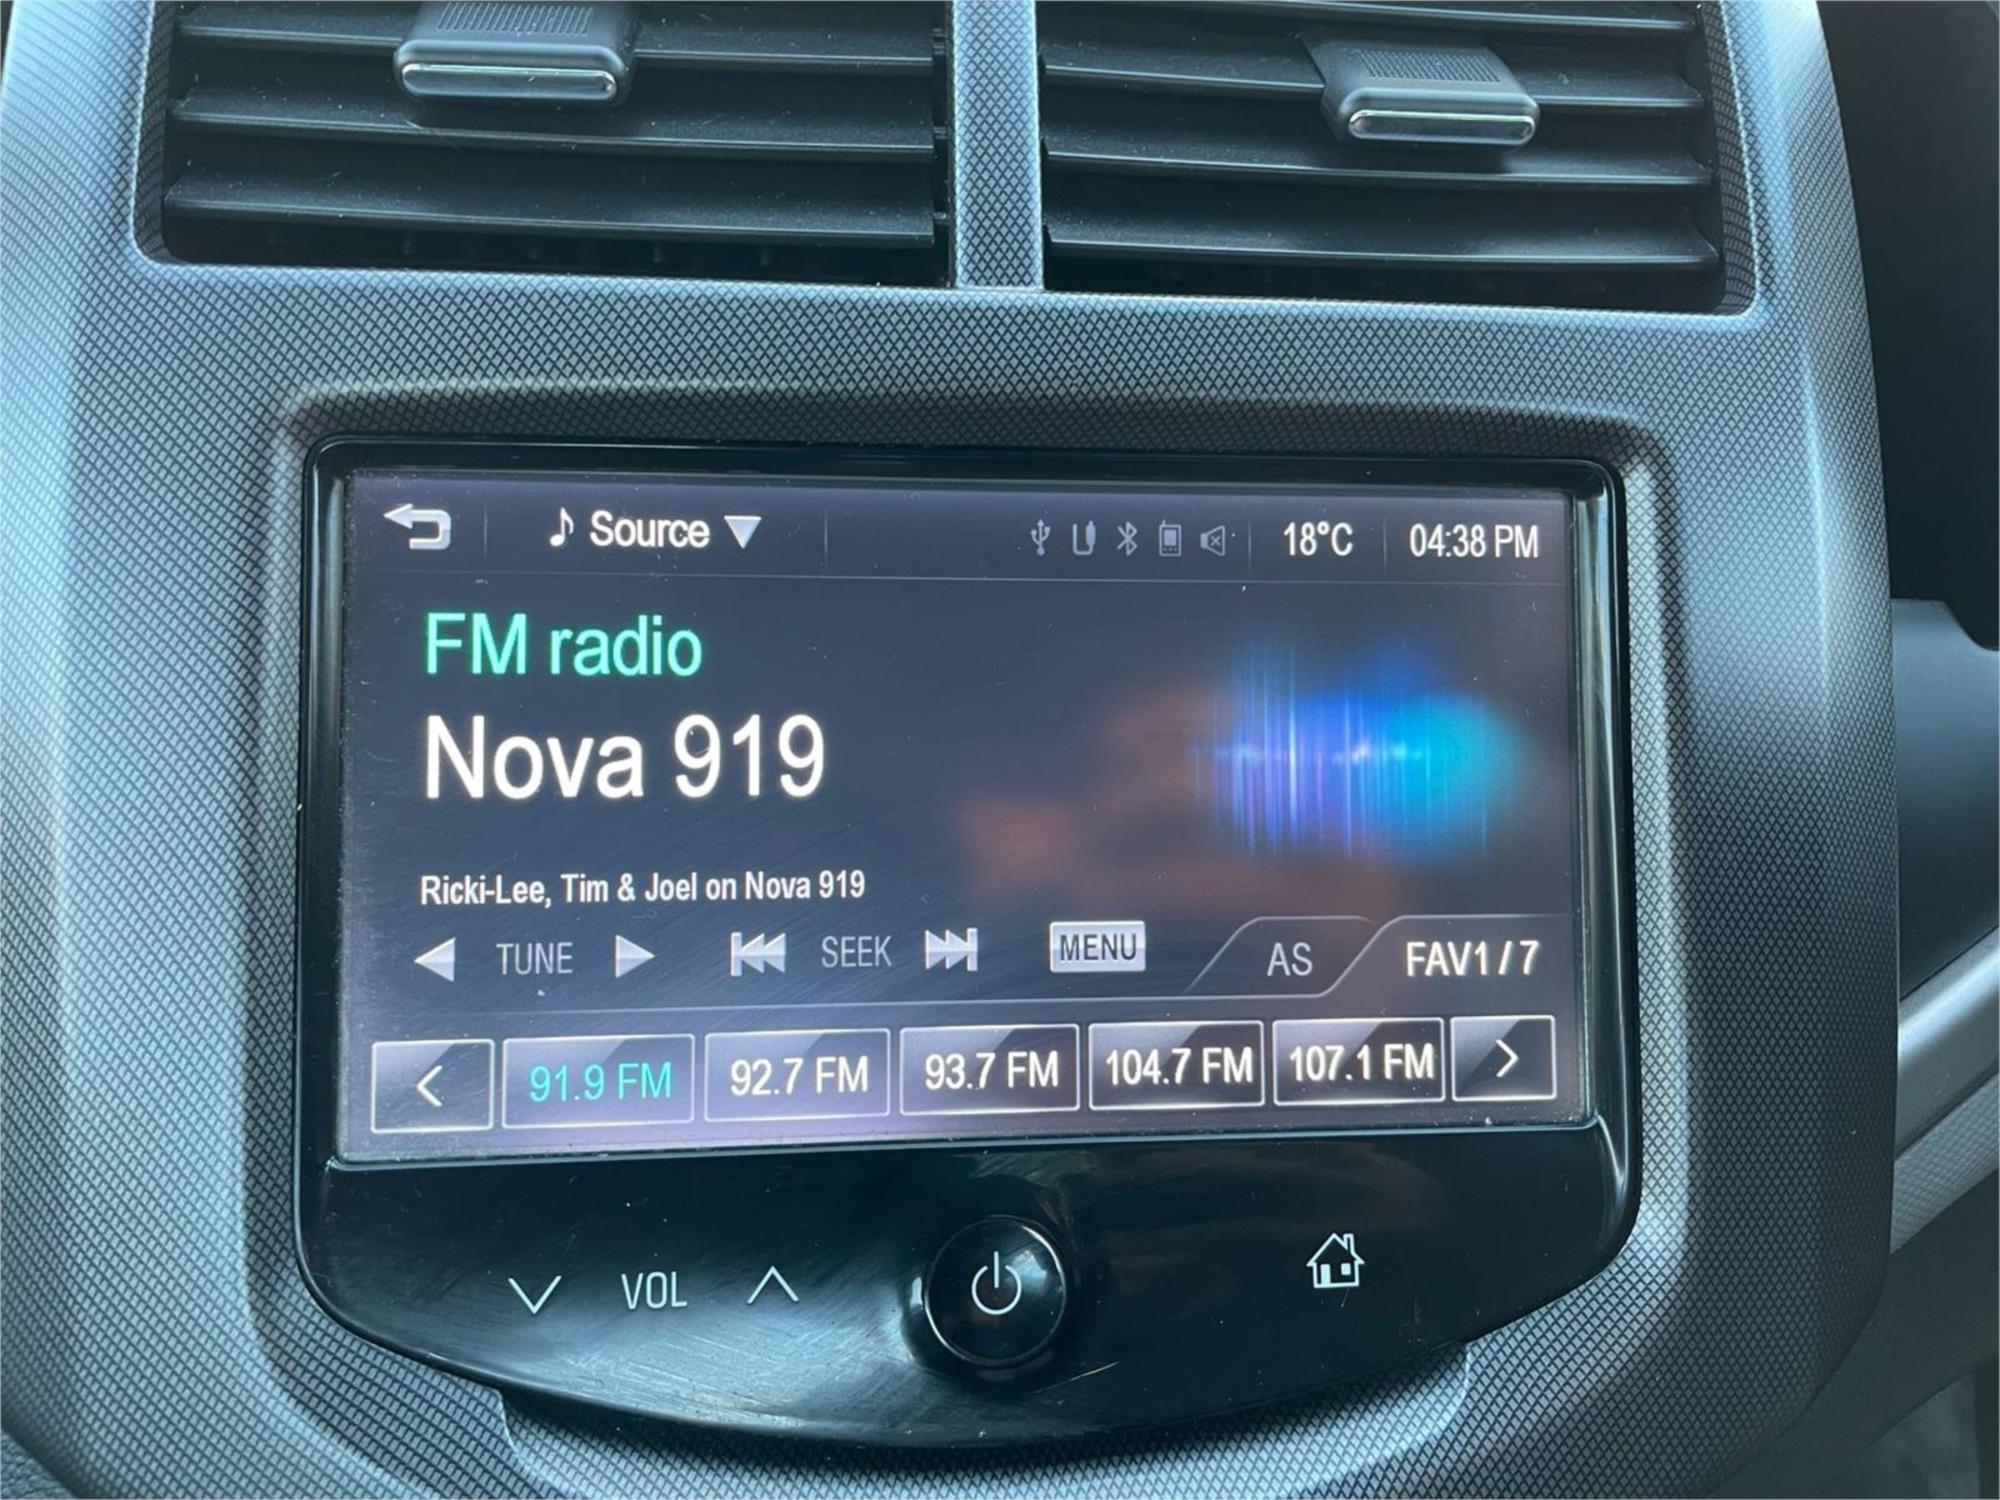 Source 18°C 04:38 PM
FM radio
Nova 919
Ricki-Lee, Tim & Joel on Nova 919
TUNE SEEK MENU AS FAV1 / 7
91.9 FM 92.7 FM 93.7 FM 104.7 FM 107.1 FM
VOL